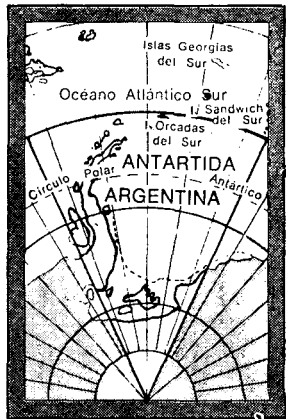 Islas Georgias
del Sur
Océano Atlántico Sur
I. Sandwich
del Sur
I. Orcadas
del Sur
ANTARTIDA
Círculo Polar Antártico
ARGENTINA